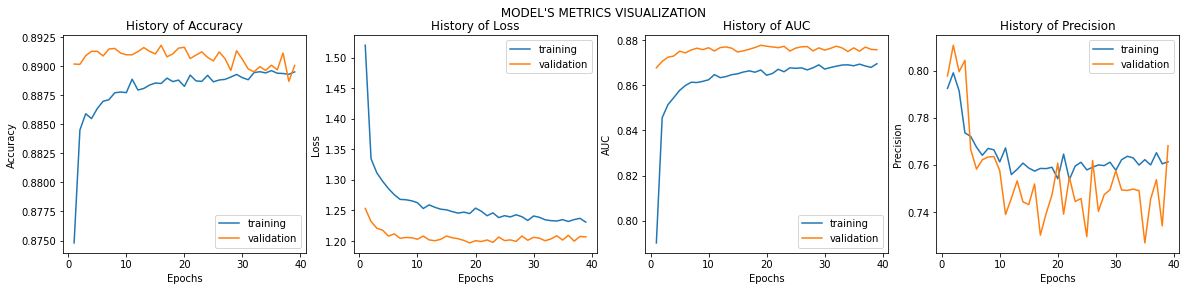 MODEL'S METRICS VISUALIZATION
History of Accuracy
0.8925
0.8900
0.8875
0.8850
0.8825
0.8800
0.8775
0.8750
Accuracy
training
validation
0 10 20 30 40
Epochs
History of Loss
1.50
1.45
1.40
1.35
1.30
1.25
1.20
Loss
training
validation
0 10 20 30 40
Epochs
History of AUC
0.88
0.86
0.84
0.82
0.80
AUC
training
validation
0 10 20 30 40
Epochs
History of Precision
0.80
0.78
0.76
0.74
Precision
training
validation
0 10 20 30 40
Epochs